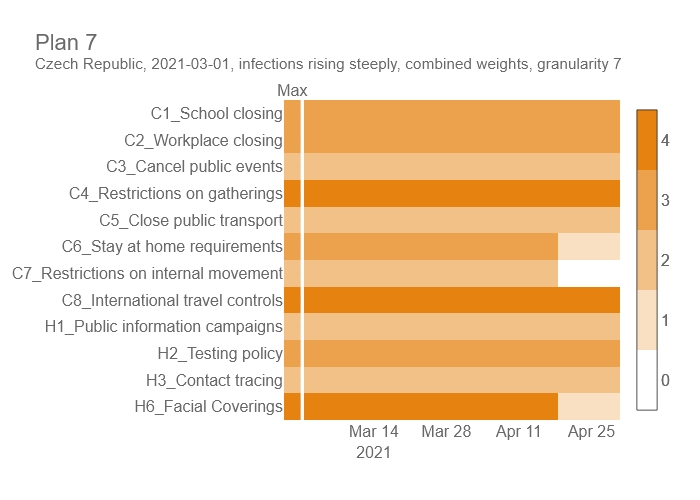 Plan 7
Czech Republic, 2021-03-01, infections rising steeply, combined weights, granularity 7
Max
C1_School closing
C2_Workplace closing
C3_Cancel public events
C4_Restrictions on gatherings
C5_Close public transport
C6_Stay at home requirements
C7_Restrictions on internal movement
C8_International travel controls
H1_Public information campaigns
H2_Testing policy
H3_Contact tracing
H6_Facial Coverings
Mar 14 Mar 28 Apr 11 Apr 25
2021
4
3
2
1
0